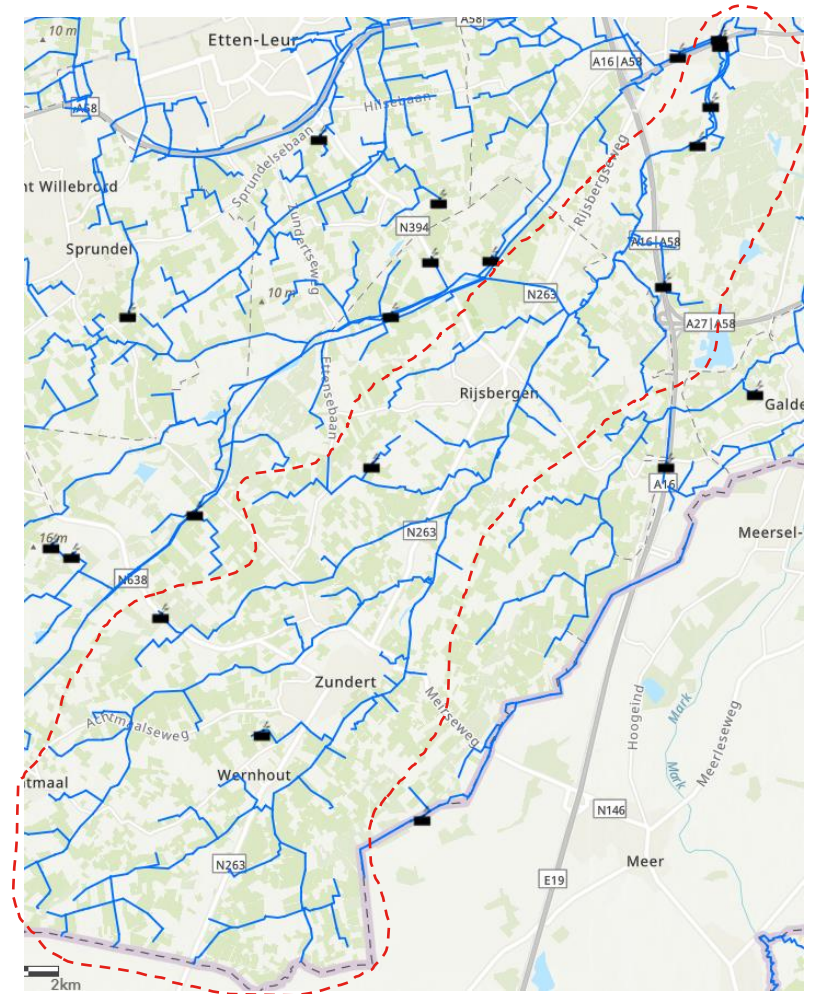 A58
10 m
Etten-Leur
A16|A58
Hilsebaan
A58
Sprundelsebaan
Rijsbergseweg
nt Willebrord
N394
Zundertseweg
A16|A58
Sprundel
10 m
N263
A27|A58
Ettensebaan
Rijsbergen
Galde
A16
16 m
N263
Meersel-
N638
Zundert
Meirseweg
Hoogeind
Mark
Meerleseweg
Achtmaalseweg
Mark
tmaal
Wernhout
N146
N263
Meer
E19
2km